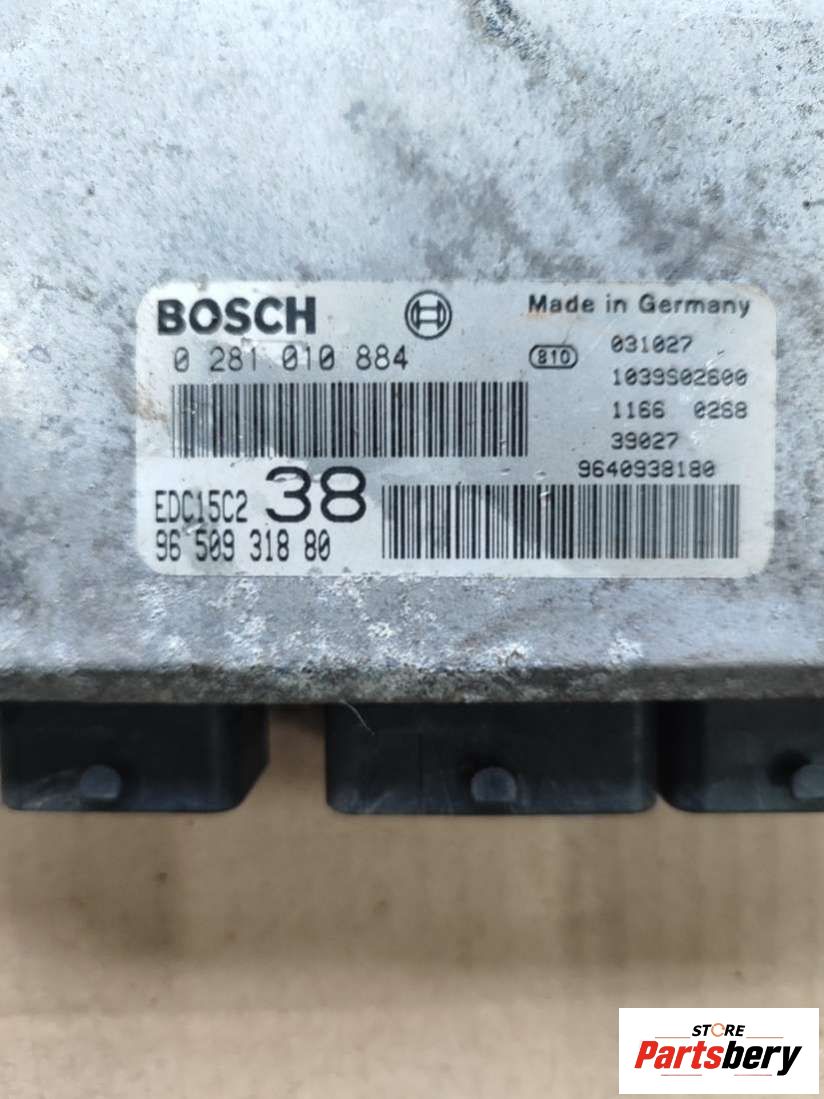 BOSCH
Made in Germany
0 281 010 884
810
031027
1039S02600
1166 0268
39027
9640938180
EDC15C2 38
96 509 318 80
STORE
Partsbery